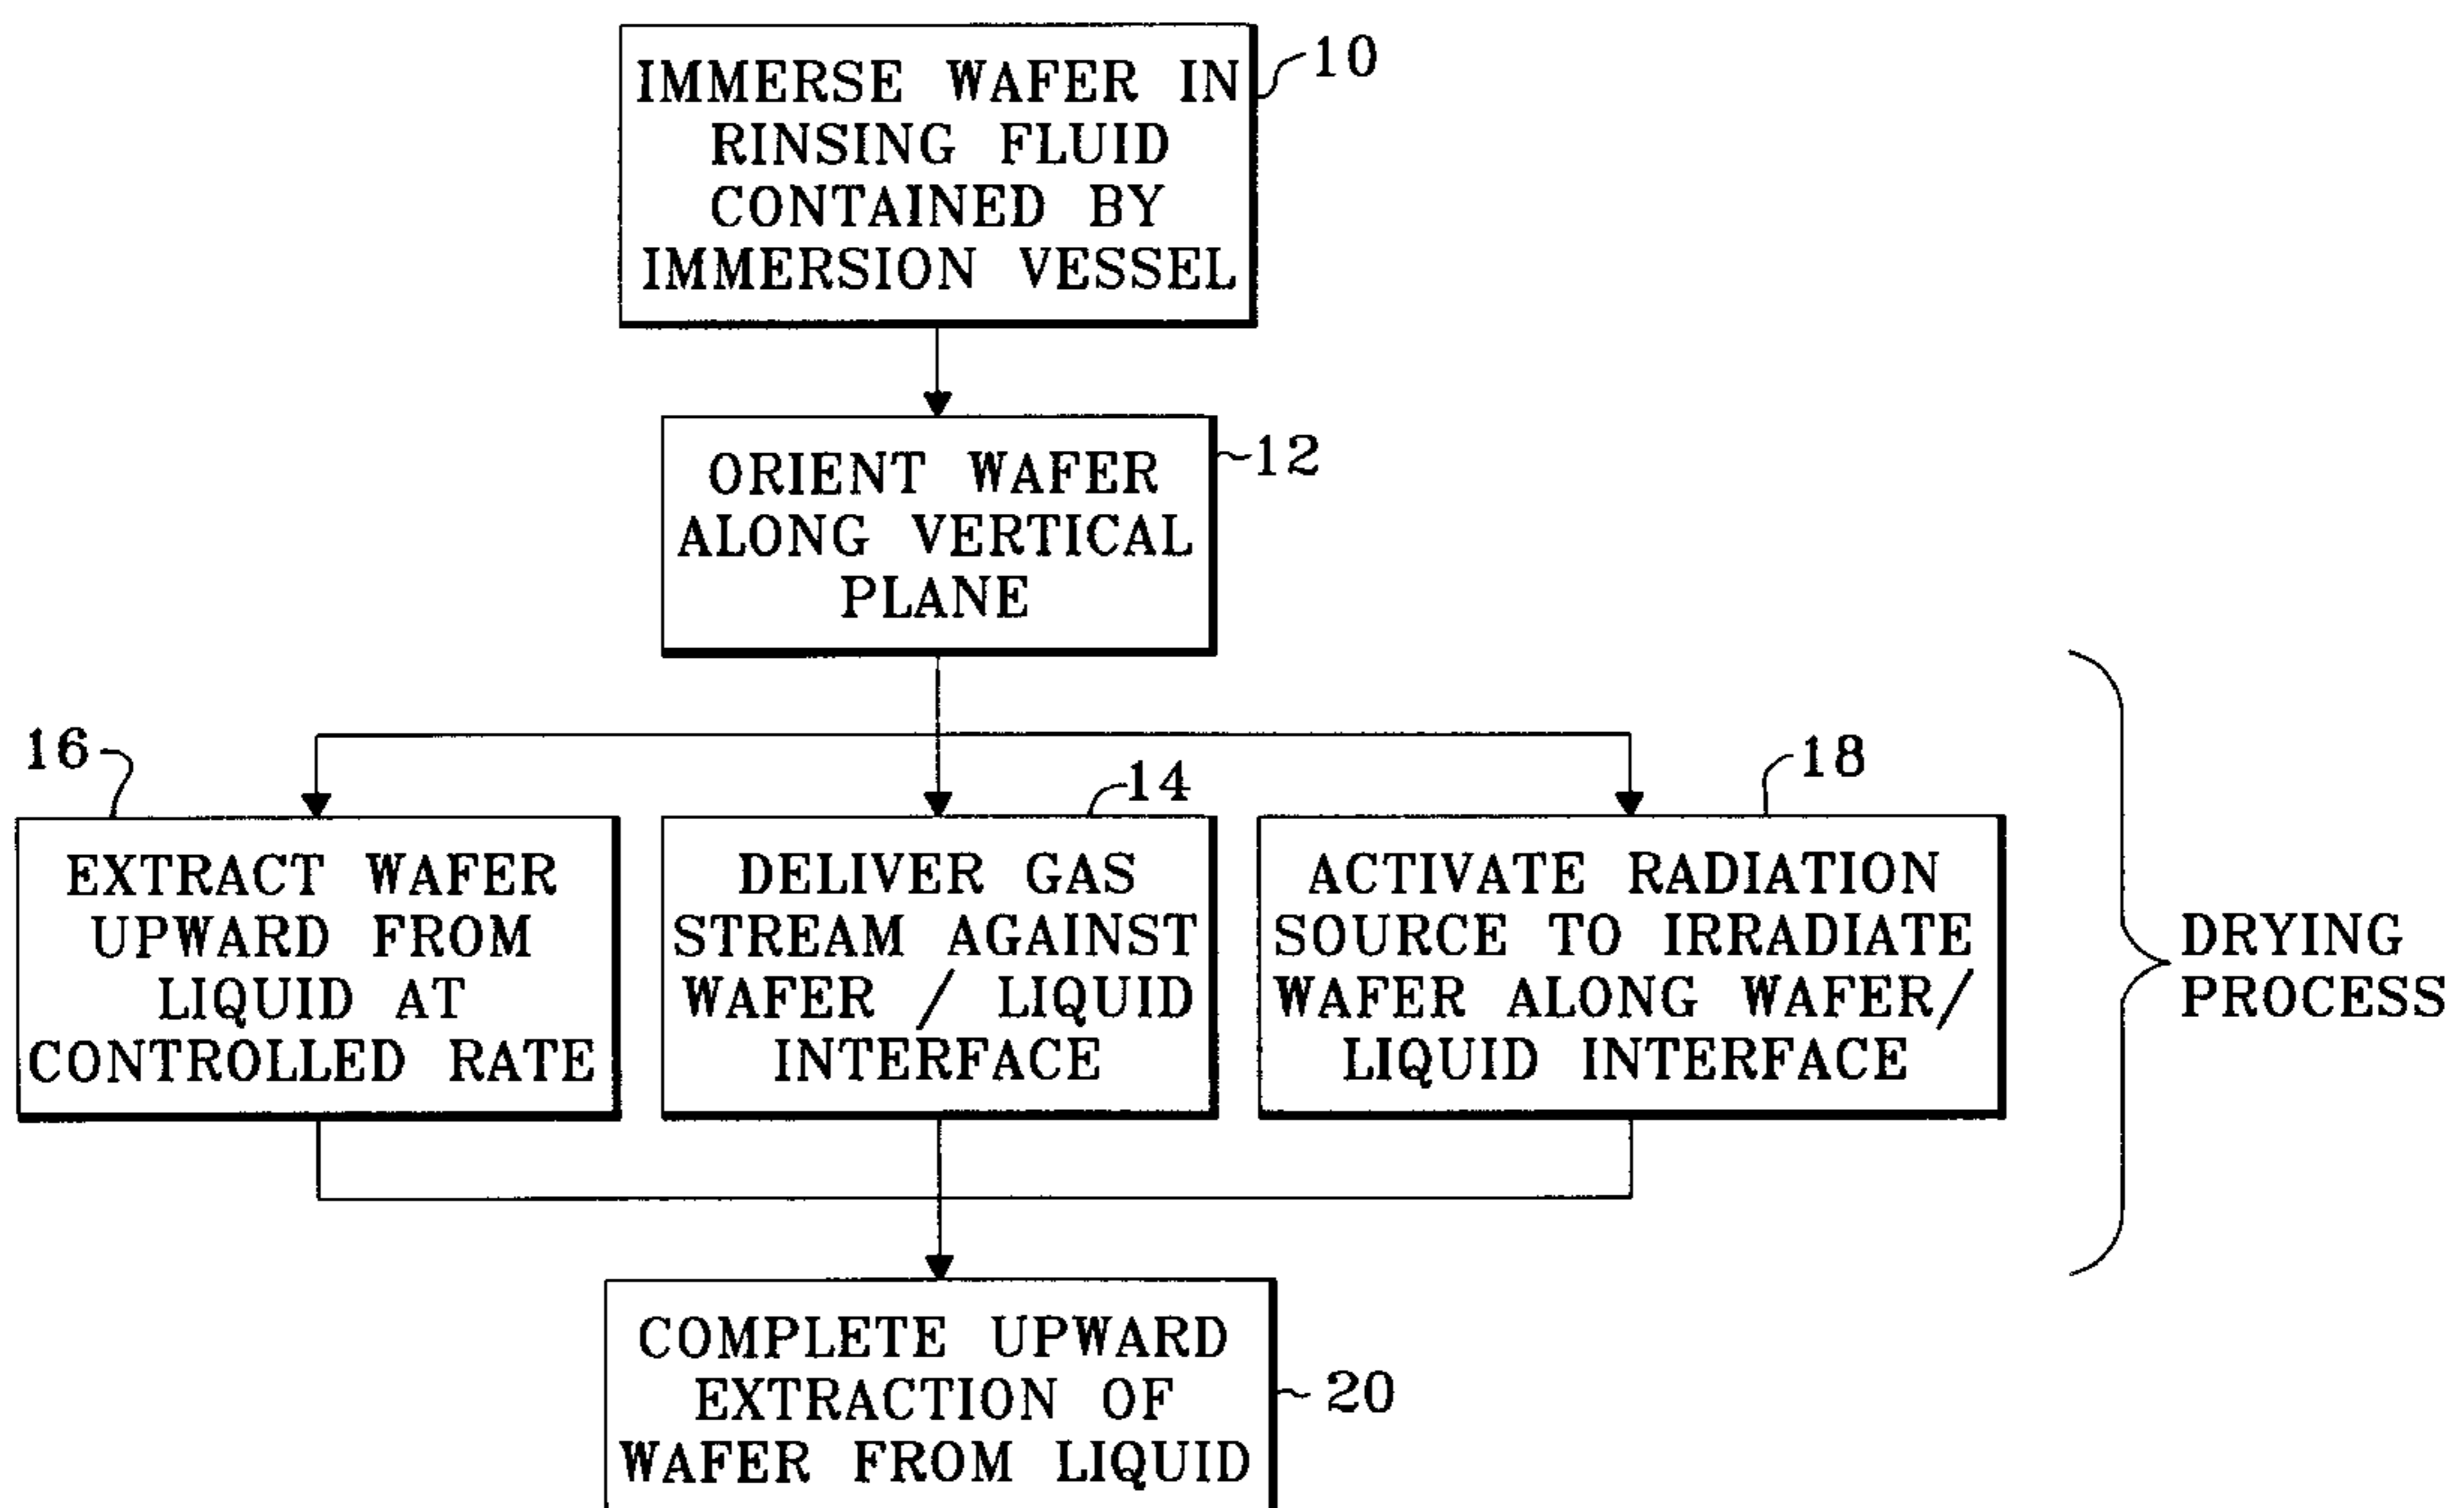 IMMERSE WAFER IN
RINSING FLUID
CONTAINED BY
IMMERSION VESSEL
10
ORIENT WAFER
ALONG VERTICAL
PLANE
12
16
EXTRACT WAFER
UPWARD FROM
LIQUID AT
CONTROLLED RATE
14
DELIVER GAS
STREAM AGAINST
WAFER / LIQUID
INTERFACE
18
ACTIVATE RADIATION
SOURCE TO IRRADIATE
WAFER ALONG WAFER/
LIQUID INTERFACE
DRYING
PROCESS
COMPLETE UPWARD
EXTRACTION OF
WAFER FROM LIQUID
20